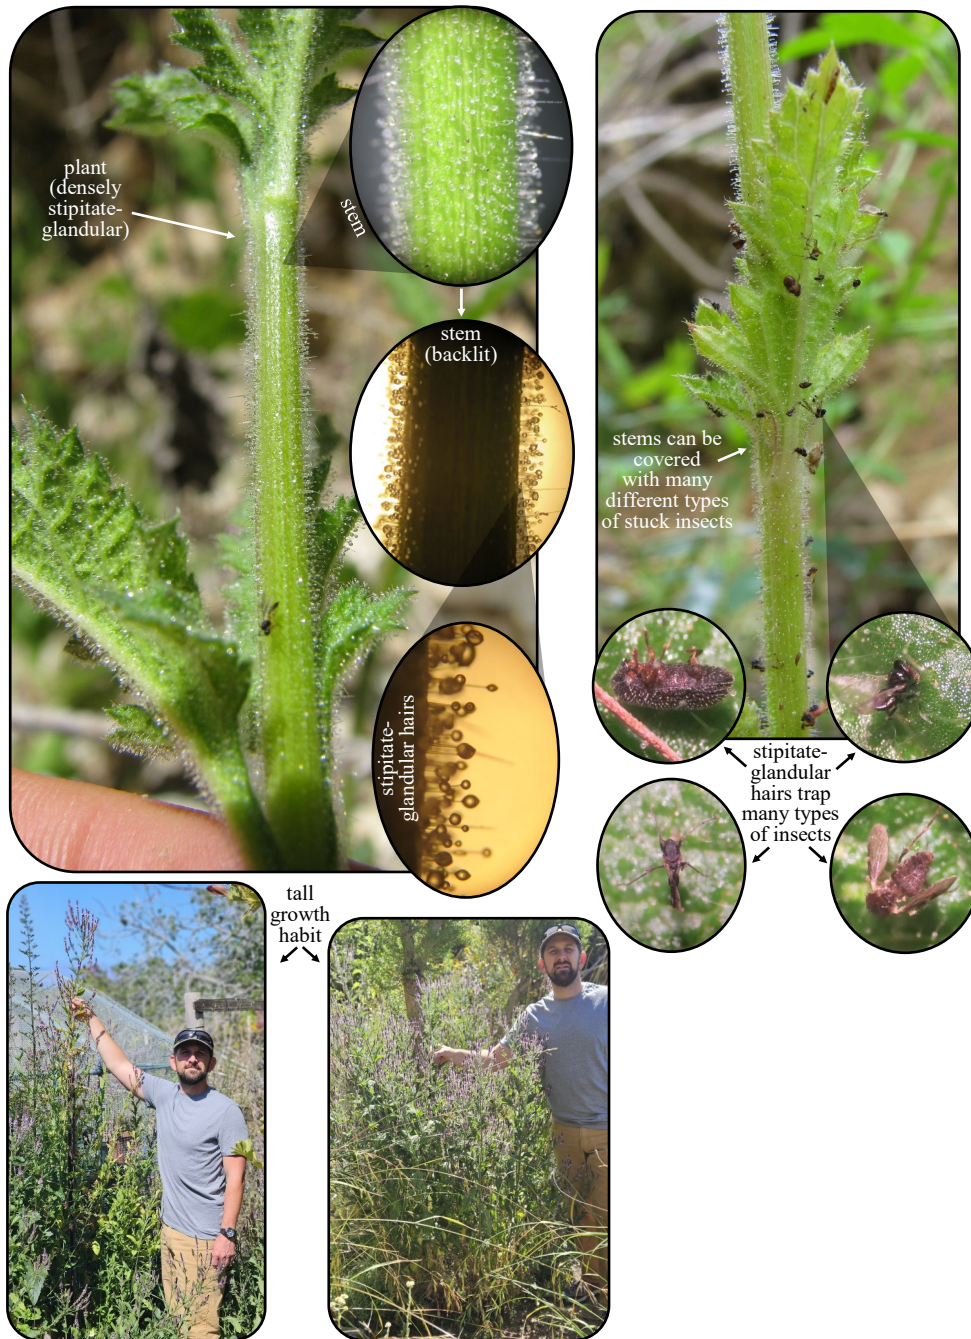 plant
(densely
stipitate-
glandular)
stem
stem
(backlit)
stipitate-
glandular hairs
stems can be
covered
with many
different types
of stuck insects
stipitate-
glandular
hairs trap
many types
of insects
tall
growth
habit